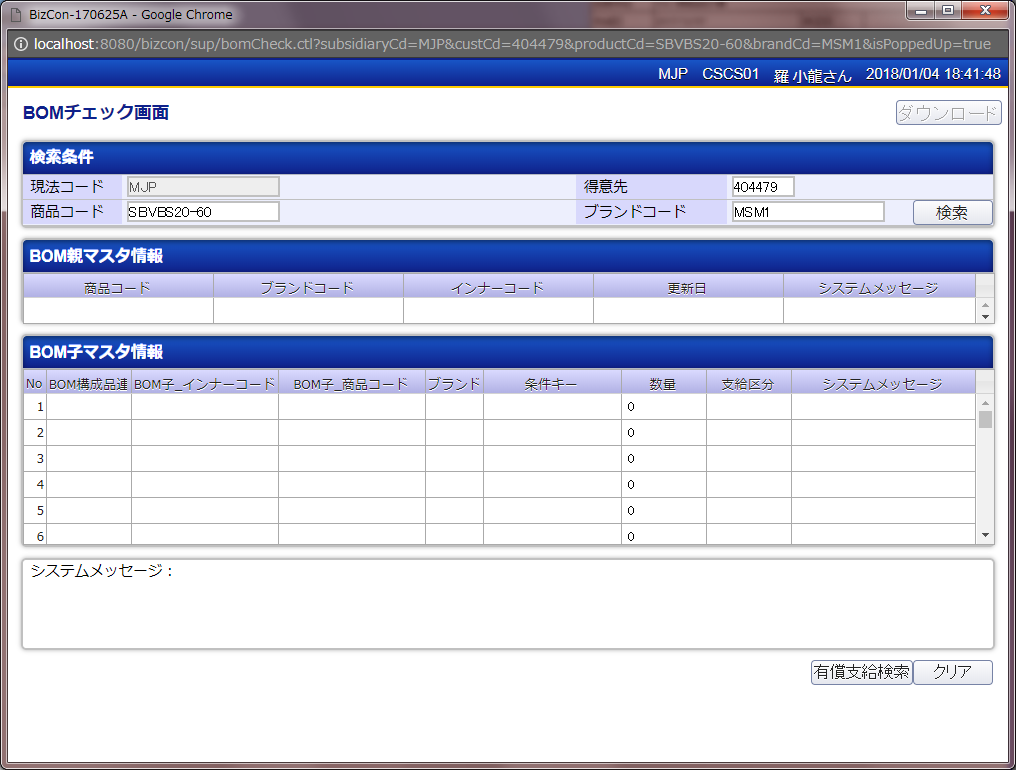 BizCon-170625A - Google Chrome
localhost:8080/bizcon/sup/bomCheck.ctl?subsidiaryCd=MJP&custCd=404479&productCd=SBVBS20-60&brandCd=MSM1&isPoppedUp=true
MJP CSCS01 羅 小龍さん 2018/01/04 18:41:48
BOMチェック画面 ダウンロード
検索条件
現法コード MJP 得意先 404479
商品コード SBVBS20-60 ブランドコード MSM1 検索
BOM親マスタ情報
商品コード ブランドコード インナーコード 更新日 システムメッセージ
BOM子マスタ情報
No BOM構成品連 BOM子_インナーコード BOM子_商品コード ブランド 条件キー 数量 支給区分 システムメッセージ
1 0
2 0
3 0
4 0
5 0
6 0
システムメッセージ：
有償支給検索 クリア